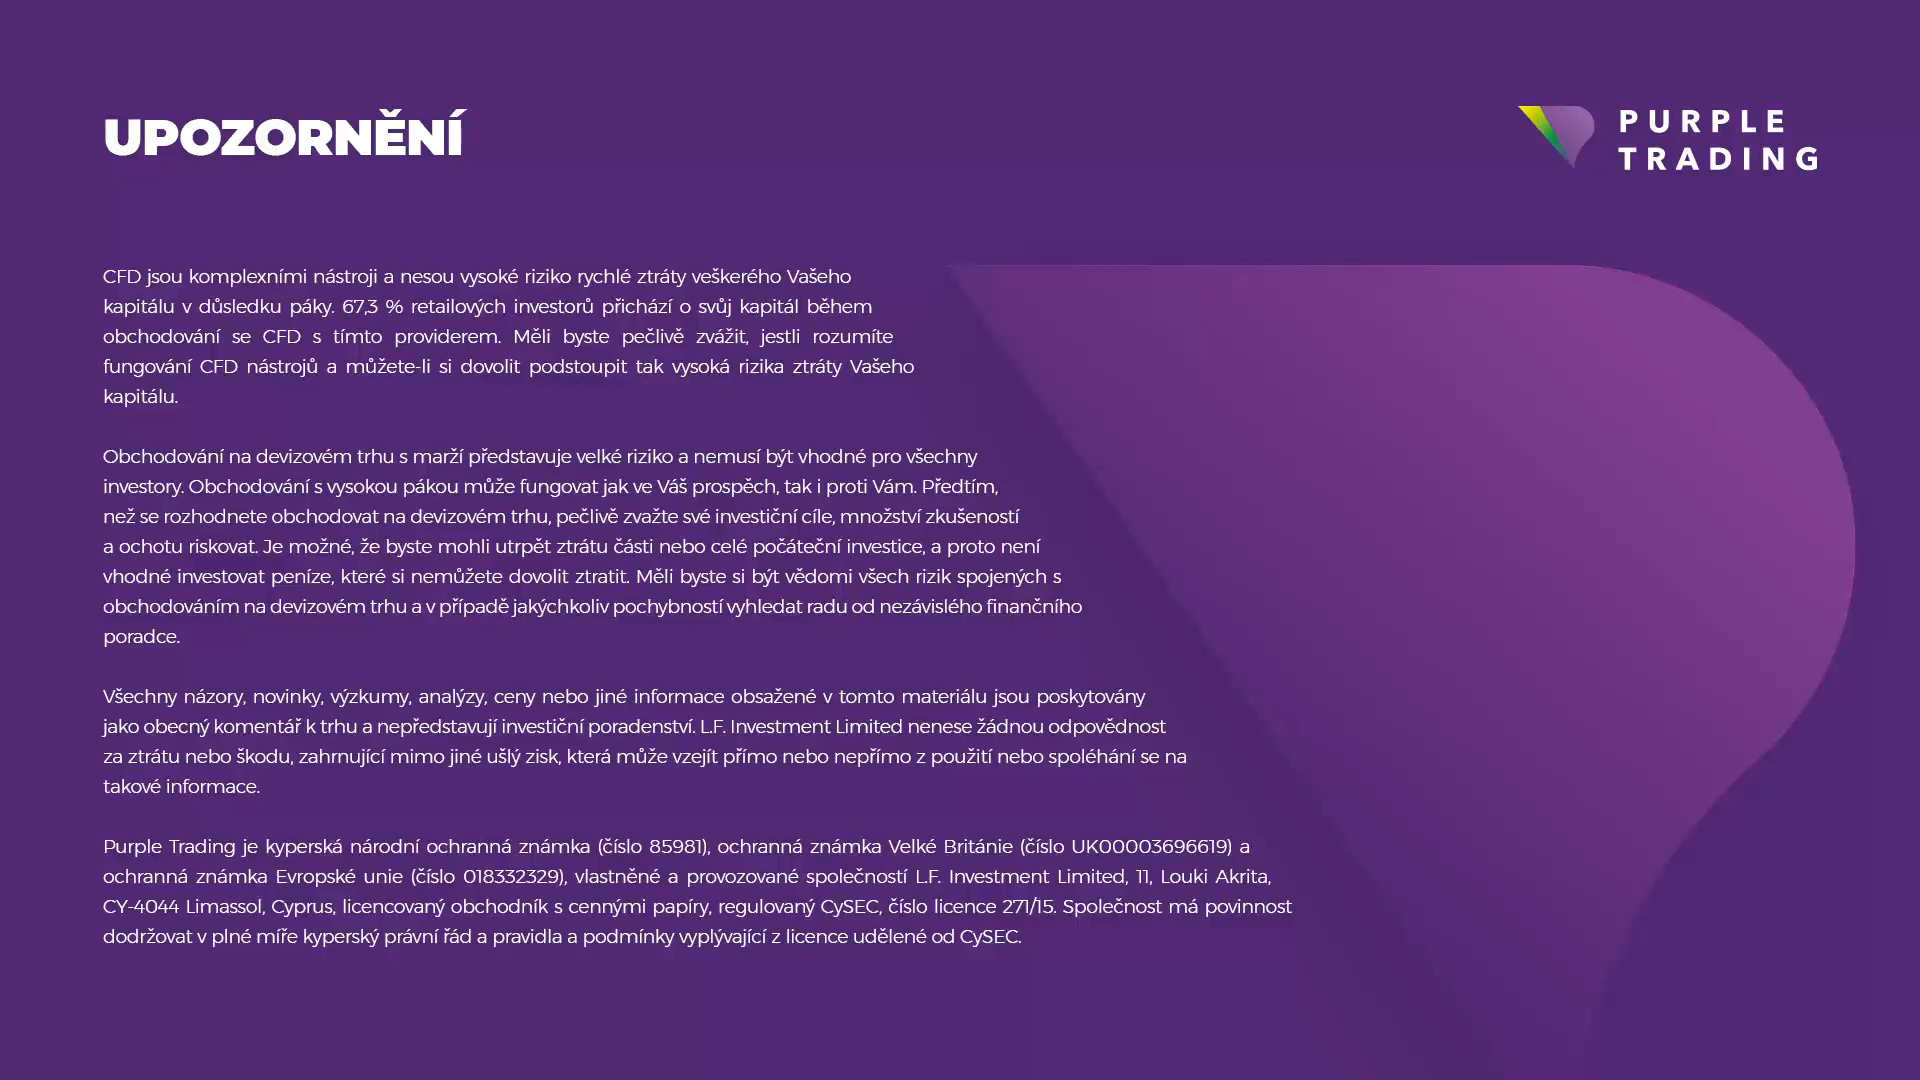 UPOZORNĚNÍ
PURPLE
TRADING
CFD jsou komplexními nástroji a nesou vysoké riziko rychlé ztráty veškerého Vašeho
kapitálu v důsledku páky. 67,3 % retailových investorů přichází o svůj kapitál během
obchodování se CFD s tímto providerem. Měli byste pečlivě zvážit, jestli rozumíte
fungování CFD nástrojů a můžete-li si dovolit podstoupit tak vysoká rizika ztráty Vašeho
kapitálu.
Obchodování na devizovém trhu s marží představuje velké riziko a nemusí být vhodné pro všechny
investory. Obchodování s vysokou pákou může fungovat jak ve Váš prospěch, tak i proti Vám. Předtím,
než se rozhodnete obchodovat na devizovém trhu, pečlivě zvažte své investiční cíle, množství zkušeností
a ochotu riskovat. Je možné, že byste mohli utrpět ztrátu části nebo celé počáteční investice, a proto není
vhodné investovat peníze, které si nemůžete dovolit ztratit. Měli byste si být vědomi všech rizik spojených s
obchodováním na devizovém trhu a v případě jakýchkoliv pochybností vyhledat radu od nezávislého finančního
poradce.
Všechny názory, novinky, výzkumy, analýzy, ceny nebo jiné informace obsažené v tomto materiálu jsou poskytovány
jako obecný komentář k trhu a nepředstavují investiční poradenství. L.F. Investment Limited nenese žádnou odpovědnost
za ztrátu nebo škodu, zahrnující mimo jiné ušlý zisk, která může vzejít přímo nebo nepřímo z použití nebo spoléhání se na
takové informace.
Purple Trading je kyperská národní ochranná známka (číslo 85981), ochranná známka Velké Británie (číslo UK00003696619) a
ochranná známka Evropské unie (číslo 018332329), vlastněné a provozované společností L.F. Investment Limited, 11, Louki Akrita,
CY-4044 Limassol, Cyprus, licencovaný obchodník s cennými papíry, regulovaný CySEC, číslo licence 271/15. Společnost má povinnost
dodržovat v plné míře kyperský právní řád a pravidla a podmínky vyplývající z licence udělené od CySEC.